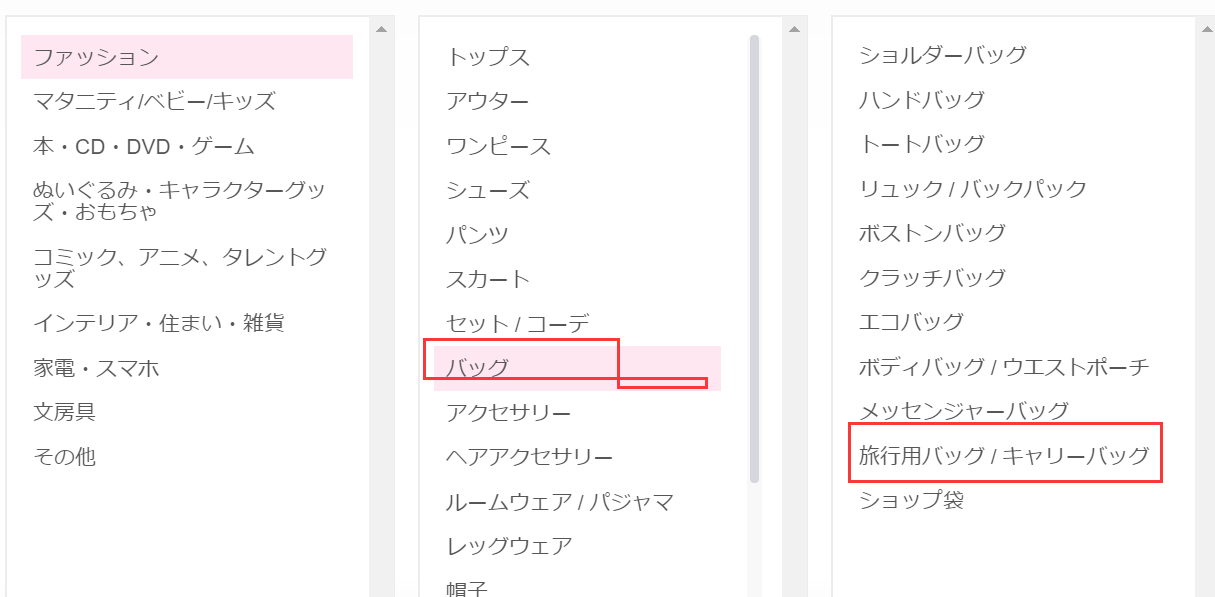 ファッション
マタニティ/ベビー/キッズ
本・CD・DVD・ゲーム
ぬいぐるみ・キャラクターグッ
ズ・おもちゃ
コミック、アニメ、タレントグ
ッズ
インテリア・住まい・雑貨
家電・スマホ
文房具
その他
トップス
アウター
ワンピース
シューズ
パンツ
スカート
セット / コーデ
バッグ
アクセサリー
ヘアアクセサリー
ルームウェア / パジャマ
レッグウェア
帽子
ショルダーバッグ
ハンドバッグ
トートバッグ
リュック / バックパック
ボストンバッグ
クラッチバッグ
エコバッグ
ボディバッグ / ウエストポーチ
メッセンジャーバッグ
旅行用バッグ / キャリーバッグ
ショップ袋